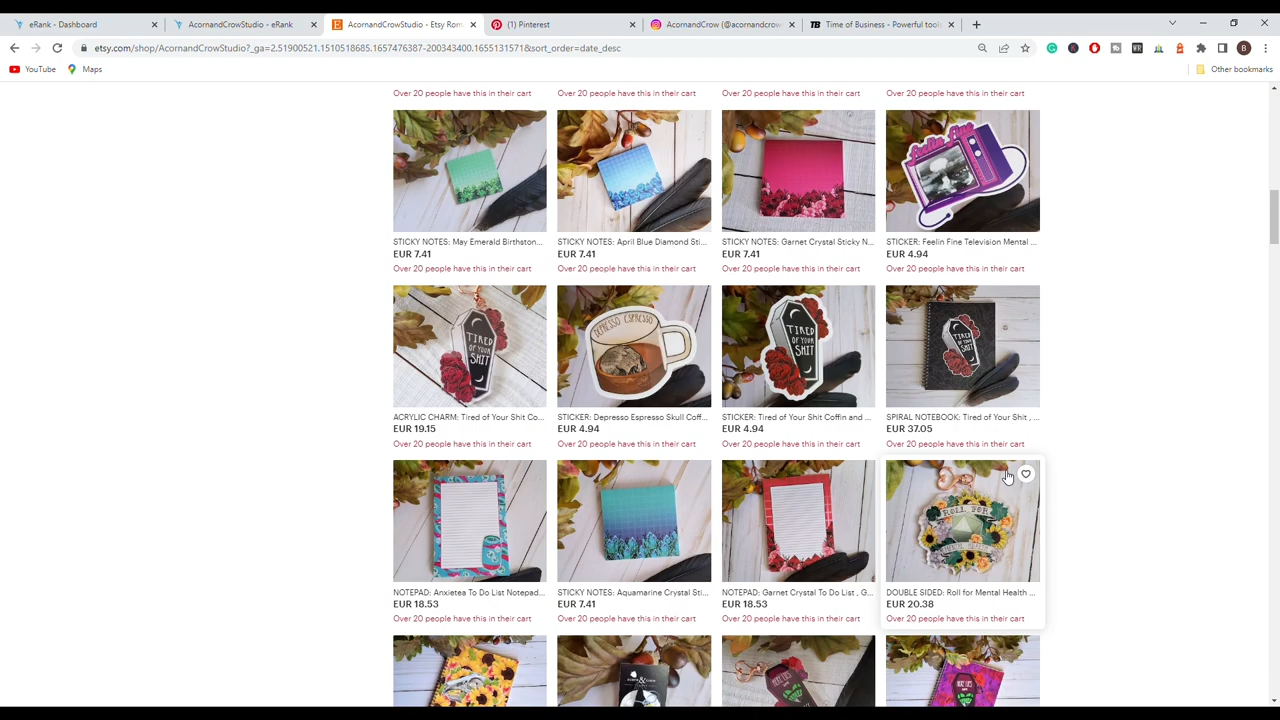 eRank - Dashboard
AcornandCrowStudio - eRank
AcornandCrowStudio - Etsy Rom
(1) Pinterest
AcornandCrow (@acornandcrow
Time of Business - Powerful tool
etsy.com/shop/AcornandCrowStudio?_ga=2.51900521.1510518685.1657476387-200343400.1655131571&sort_order=date_desc
B
YouTube
Maps
Other bookmarks
Over 20 people have this in their cart
Over 20 people have this in their cart
Over 20 people have this in their cart
Over 20 people have this in their cart
feelin fine
STICKY NOTES: May Emerald Birthston...
STICKY NOTES: April Blue Diamond Sti...
STICKY NOTES: Garnet Crystal Sticky N...
STICKER: Feelin Fine Television Mental ...
EUR 7.41
EUR 7.41
EUR 7.41
EUR 4.94
Over 20 people have this in their cart
Over 20 people have this in their cart
Over 20 people have this in their cart
Over 20 people have this in their cart
TIRED
OF YOUR
SHIT
DEPRESSO ESPRESSO
TIRED
OF YOUR
SHIT
TIRED
OF YOUR
SHIT
ACRYLIC CHARM: Tired of Your Shit Co...
STICKER: Depresso Espresso Skull Coff...
STICKER: Tired of Your Shit Coffin and ...
SPIRAL NOTEBOOK: Tired of Your Shit , ...
EUR 19.15
EUR 4.94
EUR 4.94
EUR 37.05
Over 20 people have this in their cart
Over 20 people have this in their cart
Over 20 people have this in their cart
Over 20 people have this in their cart
ROLL FOR
NOTEPAD: Anxietea To Do List Notepad...
STICKY NOTES: Aquamarine Crystal Sti...
NOTEPAD: Garnet Crystal To Do List , G...
DOUBLE SIDED: Roll for Mental Health ...
EUR 18.53
EUR 7.41
EUR 18.53
EUR 20.38
Over 20 people have this in their cart
Over 20 people have this in their cart
Over 20 people have this in their cart
Over 20 people have this in their cart